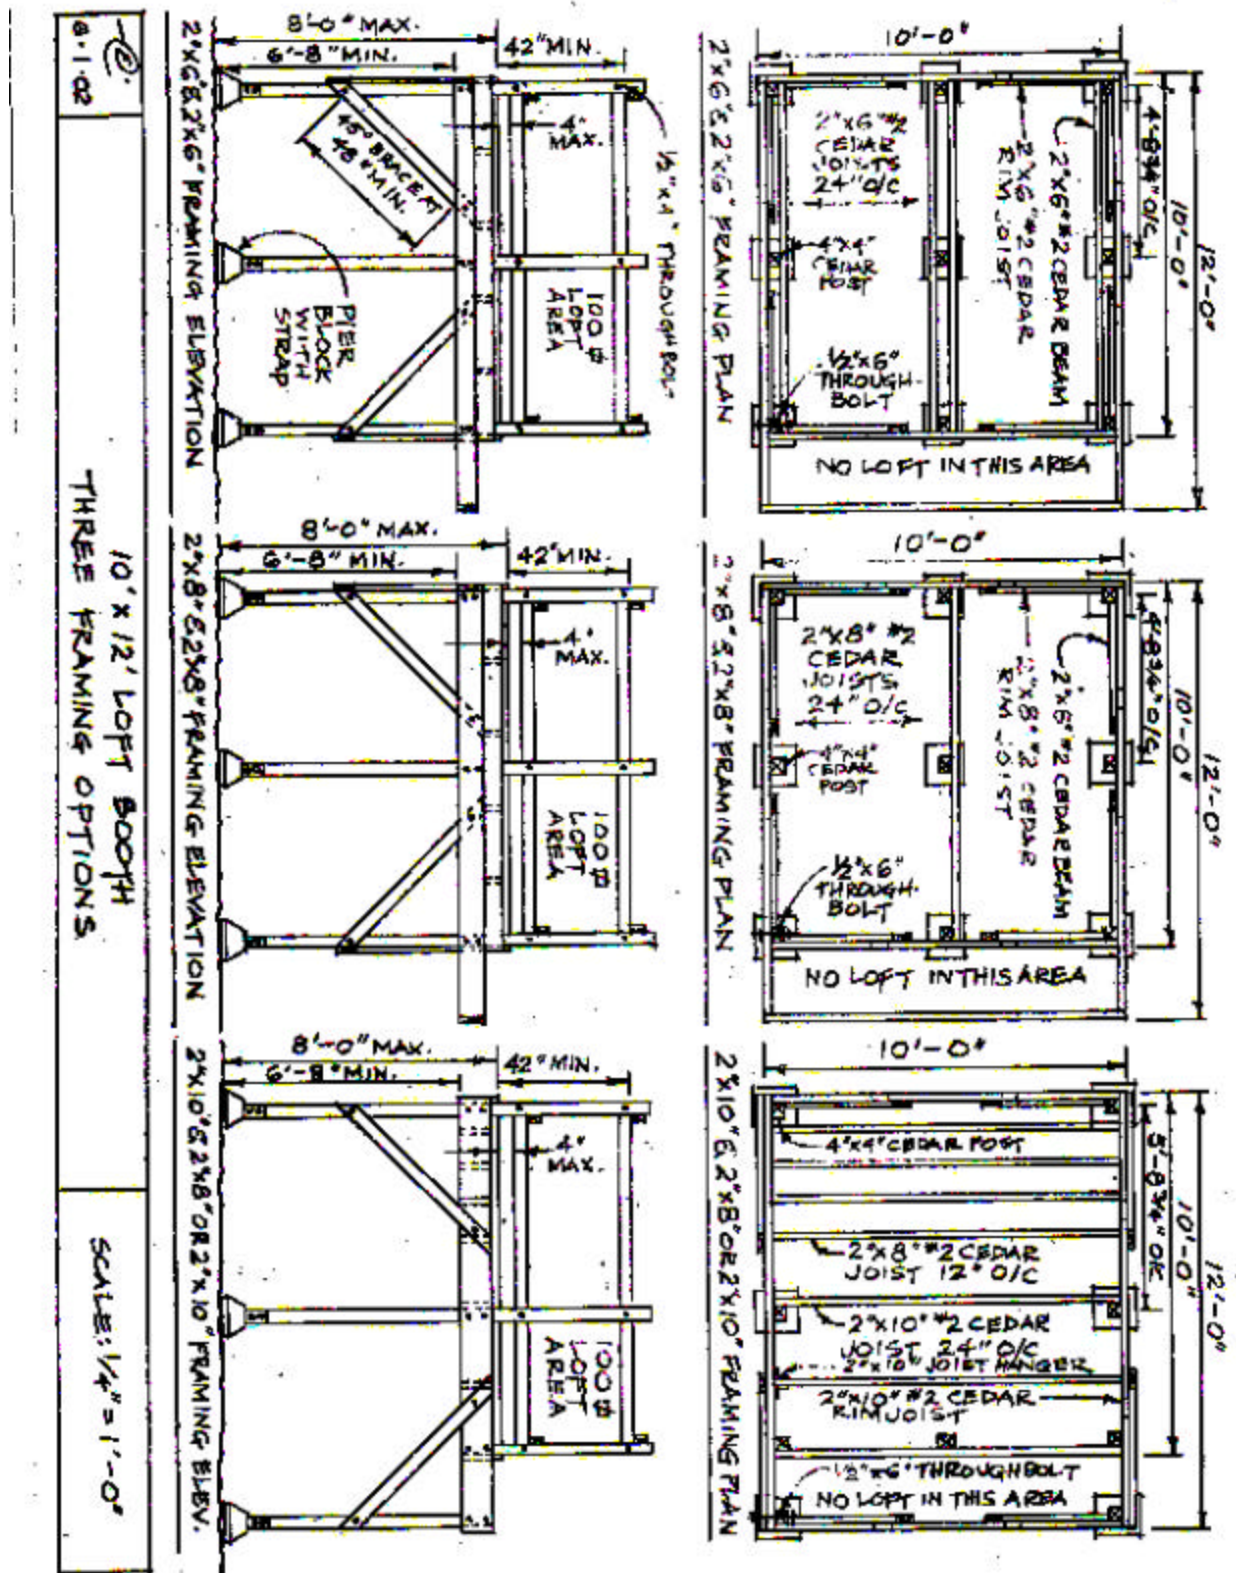 10'-0"
12'-0"
10'-0"
4'-8¾" O/C
2"x6" #2
CEDAR
JOISTS
24" O/C
2"x6" #2 CEDAR BEAM
2"x6" #2 CEDAR
RIM JOIST
4"x4"
CEDAR
POST
½"x6"
THROUGH
BOLT
NO LOFT IN THIS AREA
2"x6" & 2"x6" FRAMING PLAN
10'-0"
12'-0"
10'-0"
4'-8¾" O/C
2"x8" #2
CEDAR
JOISTS
24" O/C
2"x8" #2 CEDAR
RIM JOIST
CEDAR BEAM
4"x4"
CEDAR
POST
½"x6"
THROUGH
BOLT
NO LOFT IN THIS AREA
2"x8" & 2"x8" FRAMING PLAN
10'-0"
12'-0"
10'-0"
5'-8¾" O/C
4"x4" CEDAR POST
2"x8" #2 CEDAR
JOIST 12" O/C
2"x10" #2 CEDAR
JOIST 24" O/C
2"x10" JOIST HANGER
2"x10" #2 CEDAR
RIM JOIST
½"x6" THROUGH BOLT
NO LOFT IN THIS AREA
2"x10" & 2"x8" OR 2"x10" FRAMING PLAN
8'-0" MAX.
6'-8" MIN.
42" MIN.
4"
MAX.
½"x4" THROUGH BOLT
45° BRACE AT
48" MIN.
100 ⌀
LOFT
AREA
PIER
BLOCK
WITH
STRAP
2"x6" & 2"x6" FRAMING ELEVATION
8'-0" MAX.
6'-8" MIN.
42" MIN.
4"
MAX.
100 ⌀
LOFT
AREA
2"x8" & 2"x8" FRAMING ELEVATION
8'-0" MAX.
6'-8" MIN.
42" MIN.
4"
MAX.
100 ⌀
LOFT
AREA
2"x10" & 2"x8" OR 2"x10" FRAMING ELEV.
8·1·02
10' x 12' LOFT BOOTH
THREE FRAMING OPTIONS
SCALE: 1/4" = 1'-0"